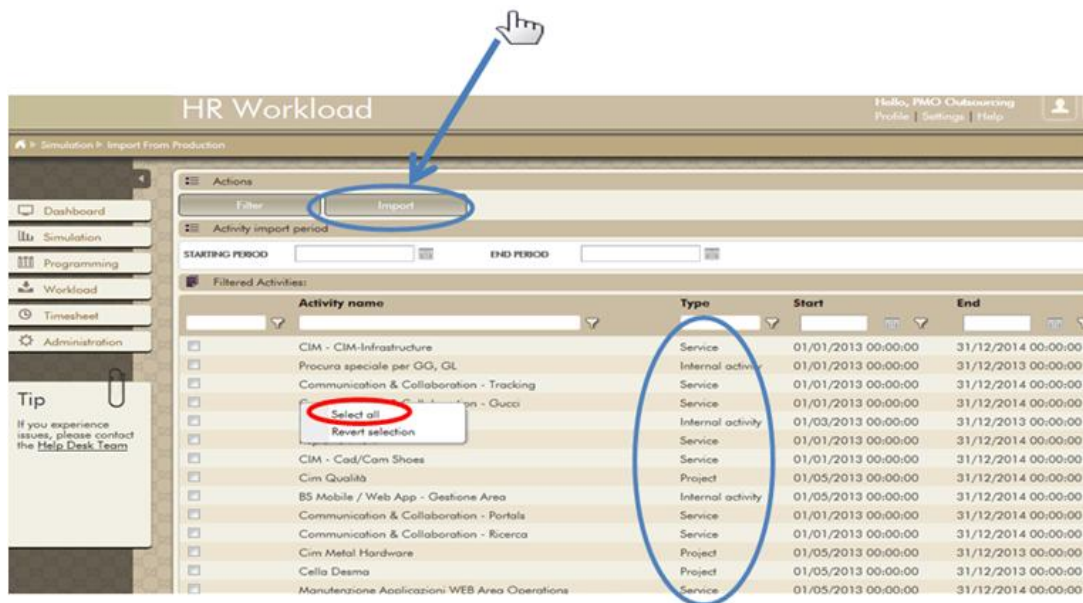 HR Workload
Hello, PMO Outsourcing
Profile | Settings | Help
Simulation Import From Production
Actions
Filter Import
Activity import period
STARTING PERIOD END PERIOD
Filtered Activities:
Dashboard
Simulation
Programming
Workload
Timesheet
Administration
Tip
If you experience
issues, please contact
the Help Desk Team
Activity name Type Start End
CIM - CIM-Infrastructure Service 01/01/2013 00:00:00 31/12/2014 00:00:00
Procura speciale per GG, GL Internal activity 01/01/2013 00:00:00 31/12/2013 00:00:00
Communication & Collaboration - Tracking Service 01/01/2013 00:00:00 31/12/2014 00:00:00
- Gucci Service 01/01/2013 00:00:00 31/12/2014 00:00:00
Select all
Internal activity 01/03/2013 00:00:00 31/12/2013 00:00:00
Revert selection
Service 01/01/2013 00:00:00 31/12/2014 00:00:00
CIM - Cad/Cam Shoes Service 01/01/2013 00:00:00 31/12/2014 00:00:00
Cim Qualità Project 01/05/2013 00:00:00 31/12/2014 00:00:00
BS Mobile / Web App - Gestione Area Internal activity 01/05/2013 00:00:00 31/12/2014 00:00:00
Communication & Collaboration - Portals Service 01/01/2013 00:00:00 31/12/2014 00:00:00
Communication & Collaboration - Ricerca Service 01/01/2013 00:00:00 31/12/2014 00:00:00
Cim Metal Hardware Project 01/05/2013 00:00:00 31/12/2013 00:00:00
Cella Desma Project 01/05/2013 00:00:00 31/12/2014 00:00:00
Manutenzione Applicazioni WEB Area Operations Service 01/01/2013 00:00:00 31/12/2014 00:00:00